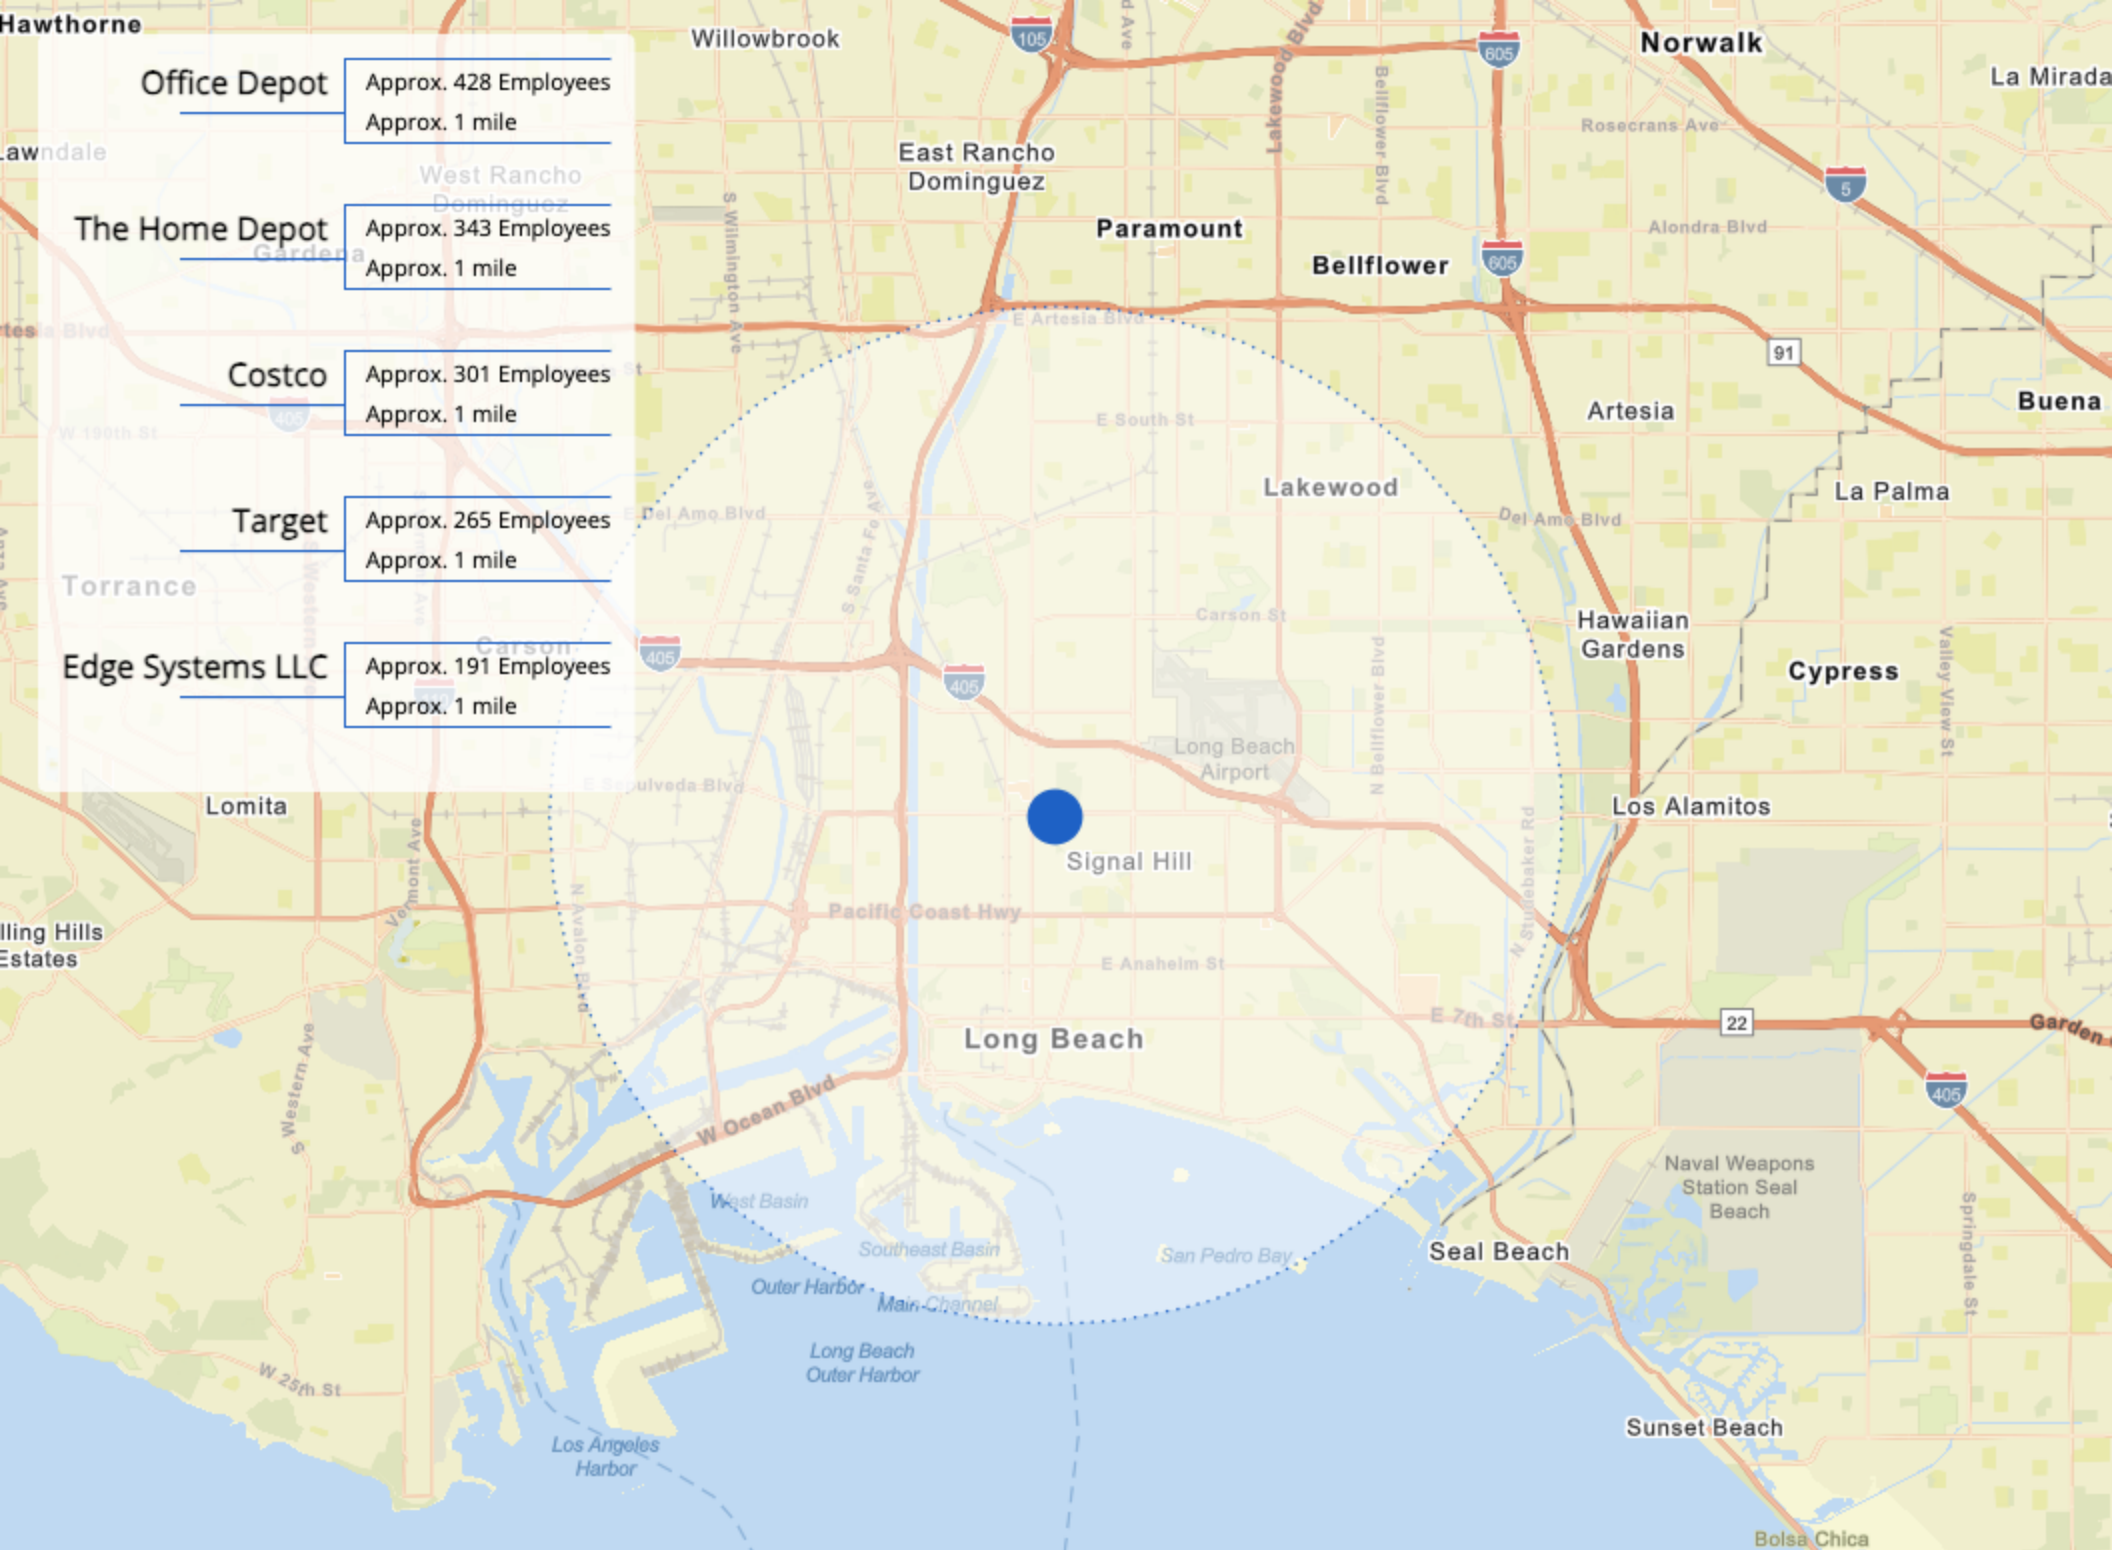 Hawthorne
Willowbrook
105
605
Norwalk
La Mirada
Office Depot
Approx. 428 Employees
Approx. 1 mile
Lakewood Blvd
Bellflower Blvd
Rosecrans Ave
Lawndale
West Rancho
Dominguez
East Rancho
Dominguez
5
The Home Depot
Approx. 343 Employees
Approx. 1 mile
Gardena
S Wilmington Ave
Paramount
Bellflower
605
Alondra Blvd
E Artesia Blvd
91
Costco
Approx. 301 Employees
Approx. 1 mile
405
W 190th St
E South St
Artesia
Buena
Lakewood
La Palma
Target
Approx. 265 Employees
Approx. 1 mile
E Del Amo Blvd
S Santa Fe Ave
Del Amo Blvd
Torrance
Carson St
Hawaiian
Gardens
Edge Systems LLC
Approx. 191 Employees
Approx. 1 mile
Carson
110
405
405
N Bellflower Blvd
Cypress
Valley View St
Long Beach
Airport
E Sepulveda Blvd
Lomita
Los Alamitos
Signal Hill
Vermont Ave
N Avalon Blvd
Pacific Coast Hwy
N Studebaker Rd
lling Hills
Estates
E Anaheim St
S Western Ave
Long Beach
E 7th St
22
Garden
405
W Ocean Blvd
Naval Weapons
Station Seal
Beach
West Basin
Southeast Basin
San Pedro Bay
Seal Beach
Springdale St
Outer Harbor
Main Channel
Long Beach
Outer Harbor
W 25th St
Sunset Beach
Los Angeles
Harbor
Bolsa Chica